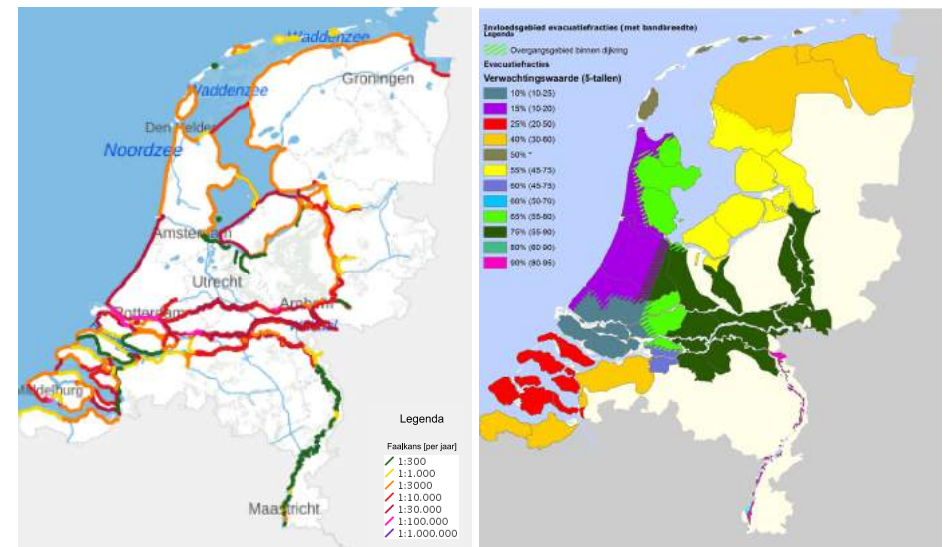 Waddenzee
Groningen
Waddenzee
Den Helder
Noordzee
Amsterdam
Utrecht
Rotterdam
Arnhem
Middelburg
Maastricht
Legenda
Faalkans [per jaar]
1:300
1:1.000
1:3000
1:10.000
1:30.000
1:100.000
1:1.000.000
Invloedsgebied evacuatiefracties (met bandbreedte)
Legenda
Overgangsgebied binnen dijkring
Evacuatiefracties
Verwachtingswaarde (5-tallen)
10% (10-25)
15% (10-20)
25% (20-50)
40% (30-60)
50% *
55% (45-75)
60% (45-75)
60% (50-70)
65% (55-80)
75% (55-90)
80% (60-90)
90% (80-95)